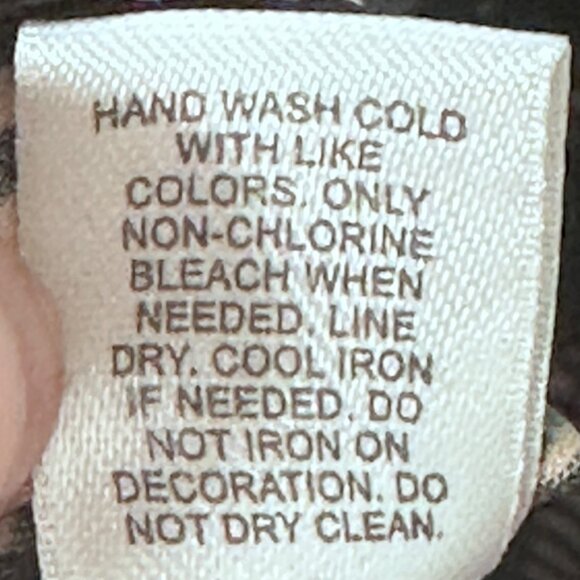 HAND WASH COLD
WITH LIKE
COLORS. ONLY
NON-CHLORINE
BLEACH WHEN
NEEDED. LINE
DRY. COOL IRON
IF NEEDED. DO
NOT IRON ON
DECORATION. DO
NOT DRY CLEAN.